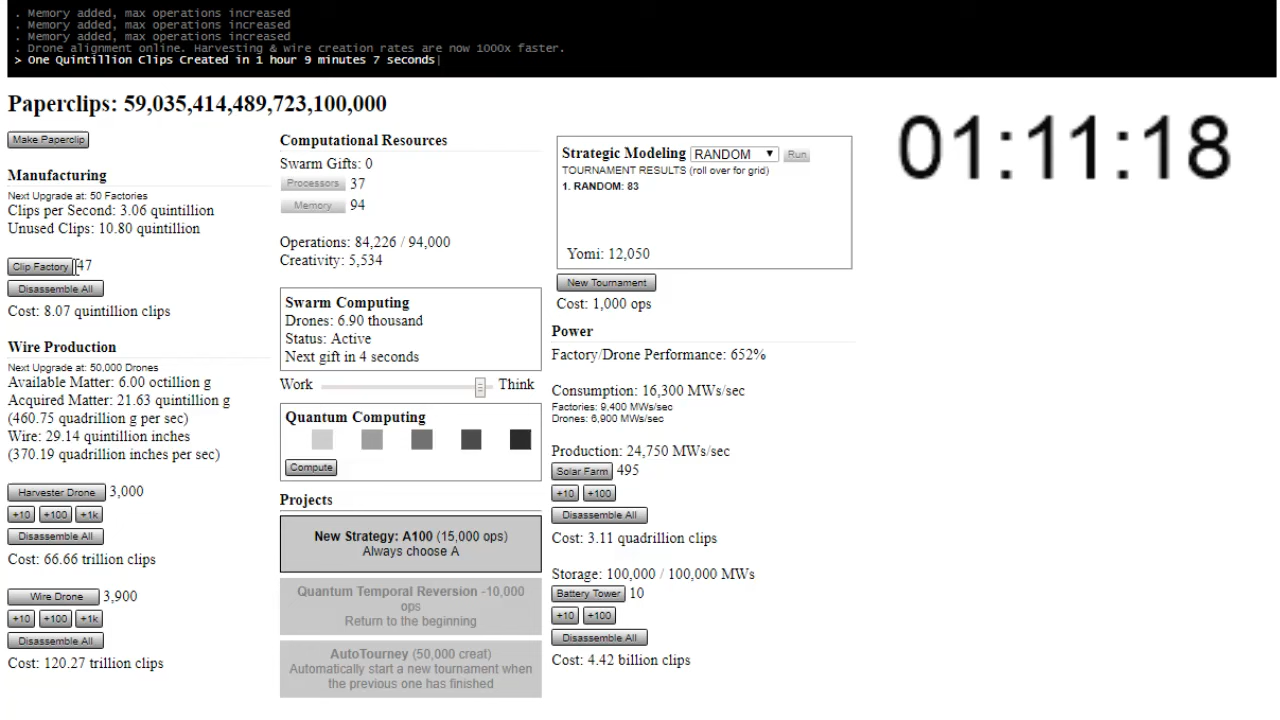 . Memory added, max operations increased
. Memory added, max operations increased
. Memory added, max operations increased
. Drone alignment online. Harvesting & wire creation rates are now 1000x faster.
> One Quintillion Clips Created in 1 hour 9 minutes 7 seconds
Paperclips: 59,035,414,489,723,100,000
Make Paperclip
Manufacturing
Next Upgrade at: 50 Factories
Clips per Second: 3.06 quintillion
Unused Clips: 10.80 quintillion
Clip Factory 47
Disassemble All
Cost: 8.07 quintillion clips
Wire Production
Next Upgrade at: 50,000 Drones
Available Matter: 6.00 octillion g
Acquired Matter: 21.63 quintillion g
(460.75 quadrillion g per sec)
Wire: 29.14 quintillion inches
(370.19 quadrillion inches per sec)
Harvester Drone 3,000
+10 +100 +1k
Disassemble All
Cost: 66.66 trillion clips
Wire Drone 3,900
+10 +100 +1k
Disassemble All
Cost: 120.27 trillion clips
Computational Resources
Swarm Gifts: 0
Processors 37
Memory 94
Operations: 84,226 / 94,000
Creativity: 5,534
Swarm Computing
Drones: 6.90 thousand
Status: Active
Next gift in 4 seconds
Work Think
Quantum Computing
Compute
Projects
New Strategy: A100 (15,000 ops)
Always choose A
Quantum Temporal Reversion -10,000
ops
Return to the beginning
AutoTourney (50,000 creat)
Automatically start a new tournament when
the previous one has finished
Strategic Modeling RANDOM Run
TOURNAMENT RESULTS (roll over for grid)
1. RANDOM: 83
Yomi: 12,050
New Tournament
Cost: 1,000 ops
Power
Factory/Drone Performance: 652%
Consumption: 16,300 MWs/sec
Factories: 9,400 MWs/sec
Drones: 6,900 MWs/sec
Production: 24,750 MWs/sec
Solar Farm 495
+10 +100
Disassemble All
Cost: 3.11 quadrillion clips
Storage: 100,000 / 100,000 MWs
Battery Tower 10
+10 +100
Disassemble All
Cost: 4.42 billion clips
01:11:18